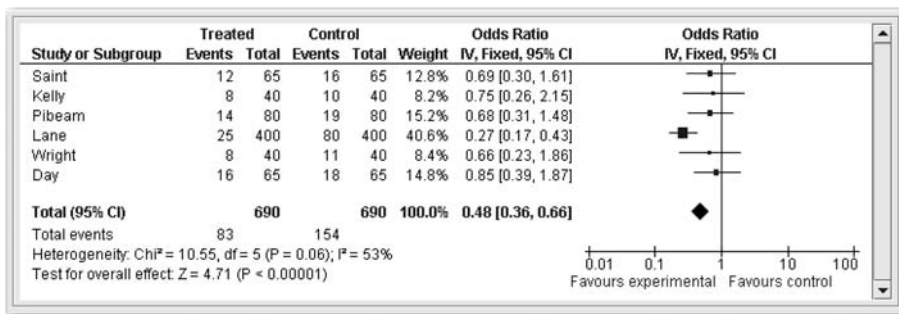 Treated Control Odds Ratio Odds Ratio
Study or Subgroup Events Total Events Total Weight IV, Fixed, 95% CI IV, Fixed, 95% CI
Saint 12 65 16 65 12.8% 0.69 [0.30, 1.61]
Kelly 8 40 10 40 8.2% 0.75 [0.26, 2.15]
Pibeam 14 80 19 80 15.2% 0.68 [0.31, 1.48]
Lane 25 400 80 400 40.6% 0.27 [0.17, 0.43]
Wright 8 40 11 40 8.4% 0.66 [0.23, 1.86]
Day 16 65 18 65 14.8% 0.85 [0.39, 1.87]
Total (95% CI) 690 690 100.0% 0.48 [0.36, 0.66]
Total events 83 154
Heterogeneity: Chi² = 10.55, df = 5 (P = 0.06); I² = 53%
Test for overall effect: Z = 4.71 (P < 0.00001)
0.01 0.1 1 10 100
Favours experimental Favours control